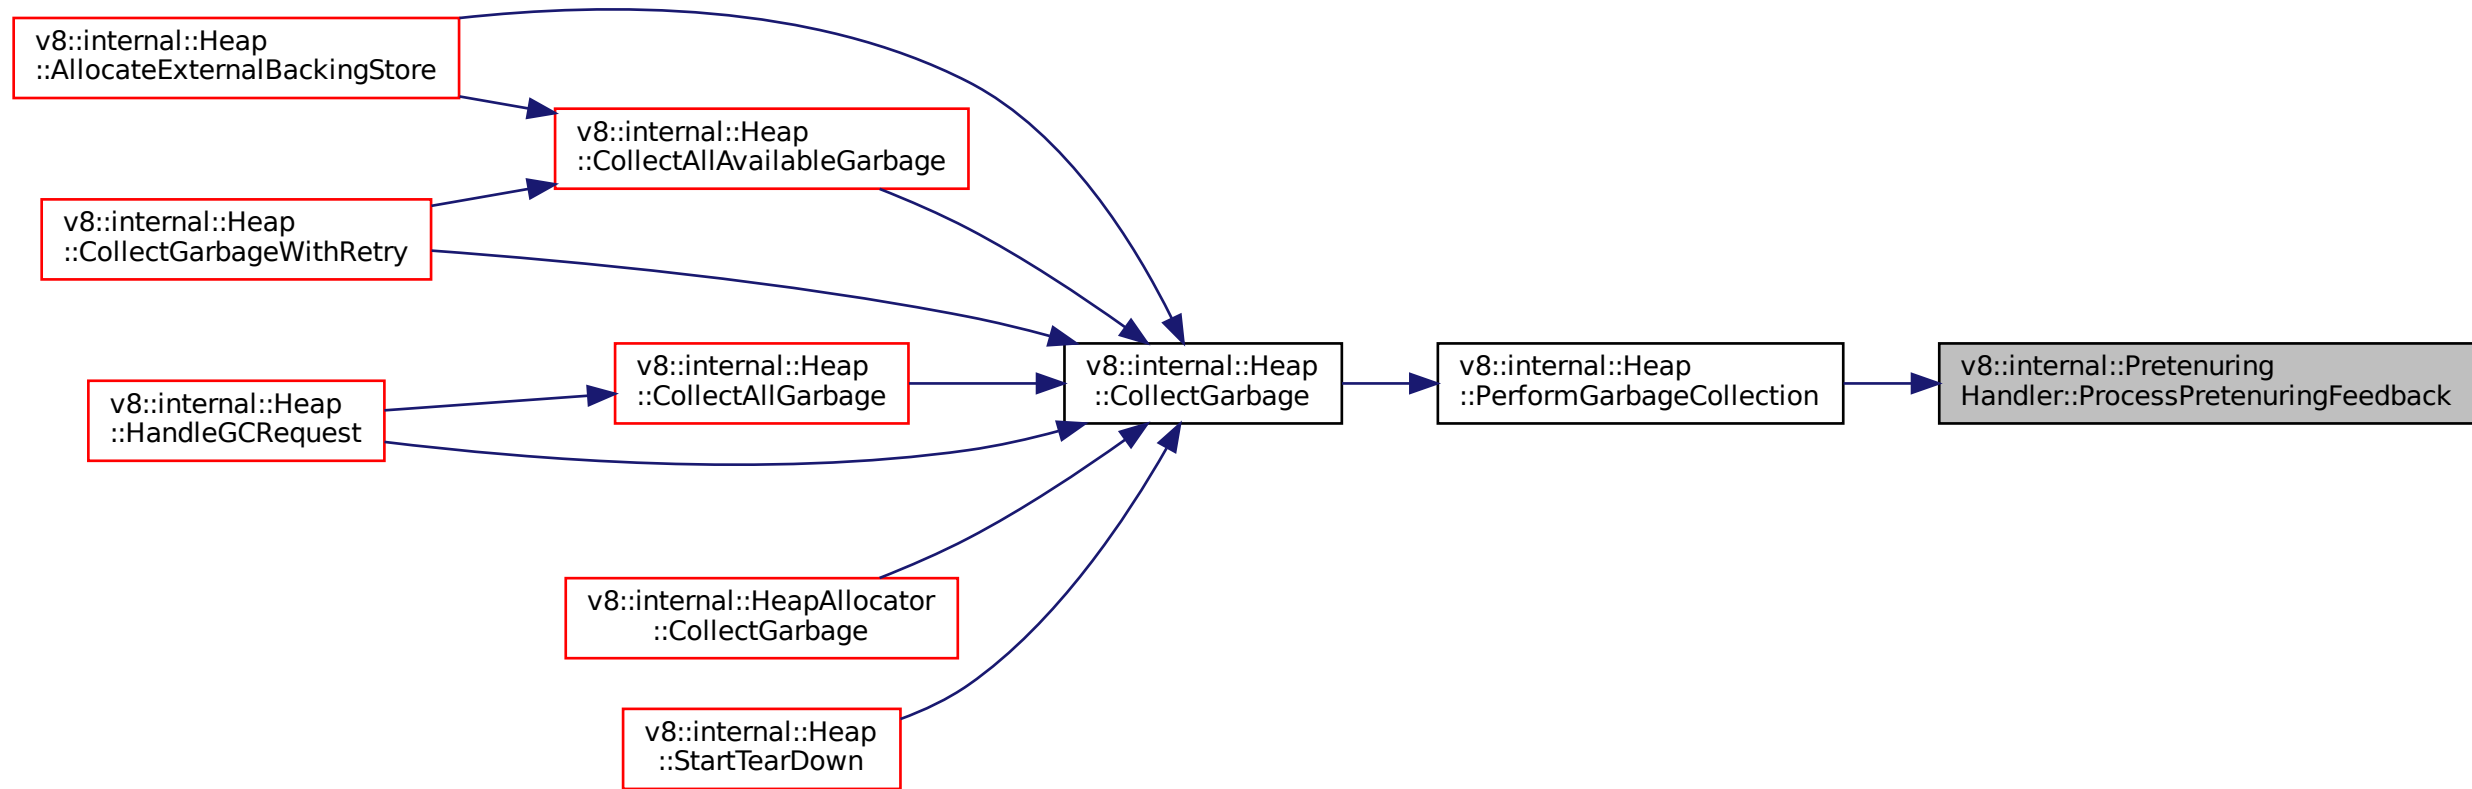 v8::internal::Heap
::AllocateExternalBackingStore
v8::internal::Heap
::CollectAllAvailableGarbage
v8::internal::Heap
::CollectGarbageWithRetry
v8::internal::Heap
::CollectAllGarbage
v8::internal::Heap
::HandleGCRequest
v8::internal::Heap
::CollectGarbage
v8::internal::Heap
::PerformGarbageCollection
v8::internal::Pretenuring
Handler::ProcessPretenuringFeedback
v8::internal::HeapAllocator
::CollectGarbage
v8::internal::Heap
::StartTearDown